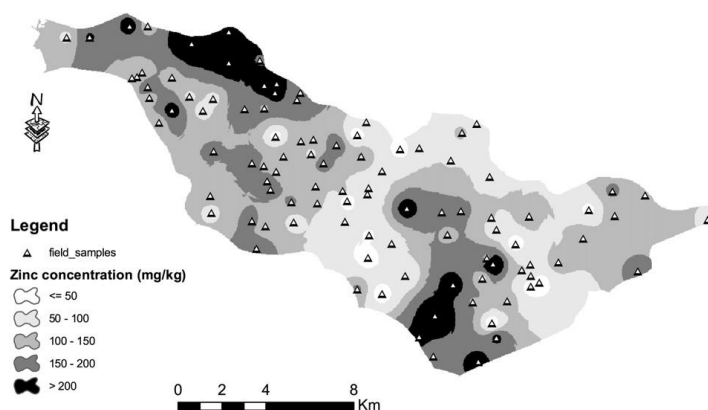 N
Legend
field_samples
Zinc concentration (mg/kg)
<= 50
50 - 100
100 - 150
150 - 200
> 200
0 2 4 8
Km